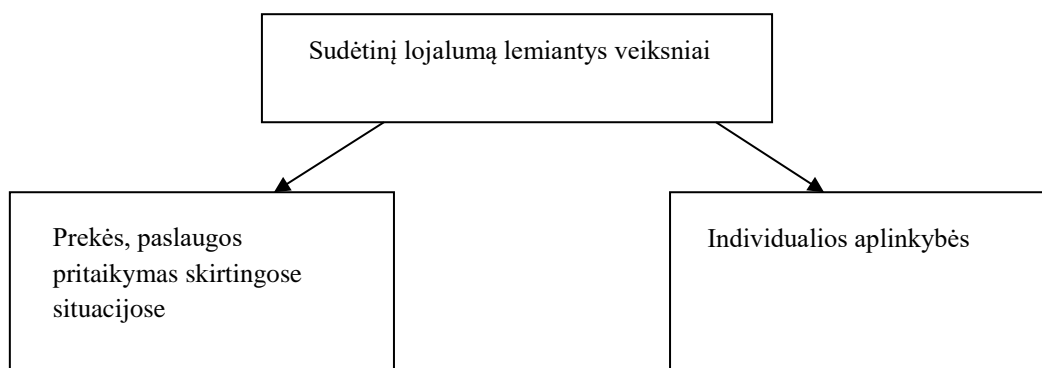 Sudėtinį lojalumą lemiantys veiksniai
Prekės, paslaugos
pritaikymas skirtingose
situacijose
Individualios aplinkybės